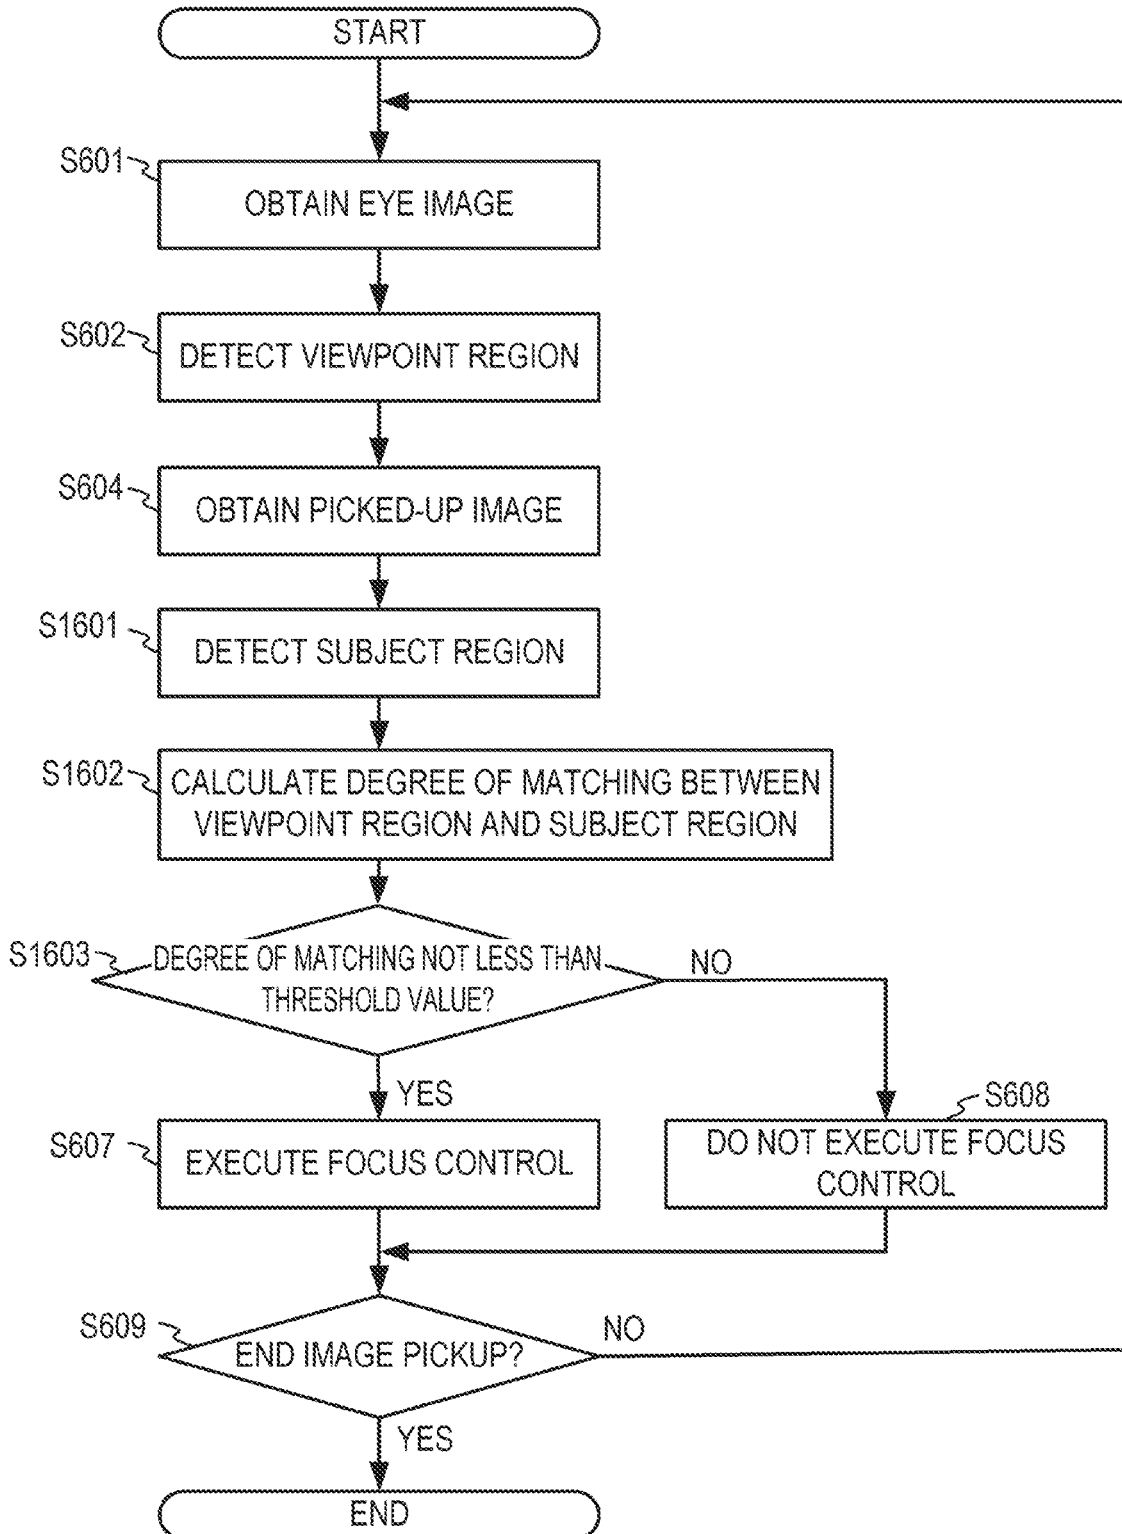 START
S601
OBTAIN EYE IMAGE
S602
DETECT VIEWPOINT REGION
S604
OBTAIN PICKED-UP IMAGE
S1601
DETECT SUBJECT REGION
S1602
CALCULATE DEGREE OF MATCHING BETWEEN
VIEWPOINT REGION AND SUBJECT REGION
S1603
DEGREE OF MATCHING NOT LESS THAN
THRESHOLD VALUE?
NO
YES
S607
EXECUTE FOCUS CONTROL
S608
DO NOT EXECUTE FOCUS
CONTROL
S609
END IMAGE PICKUP?
NO
YES
END